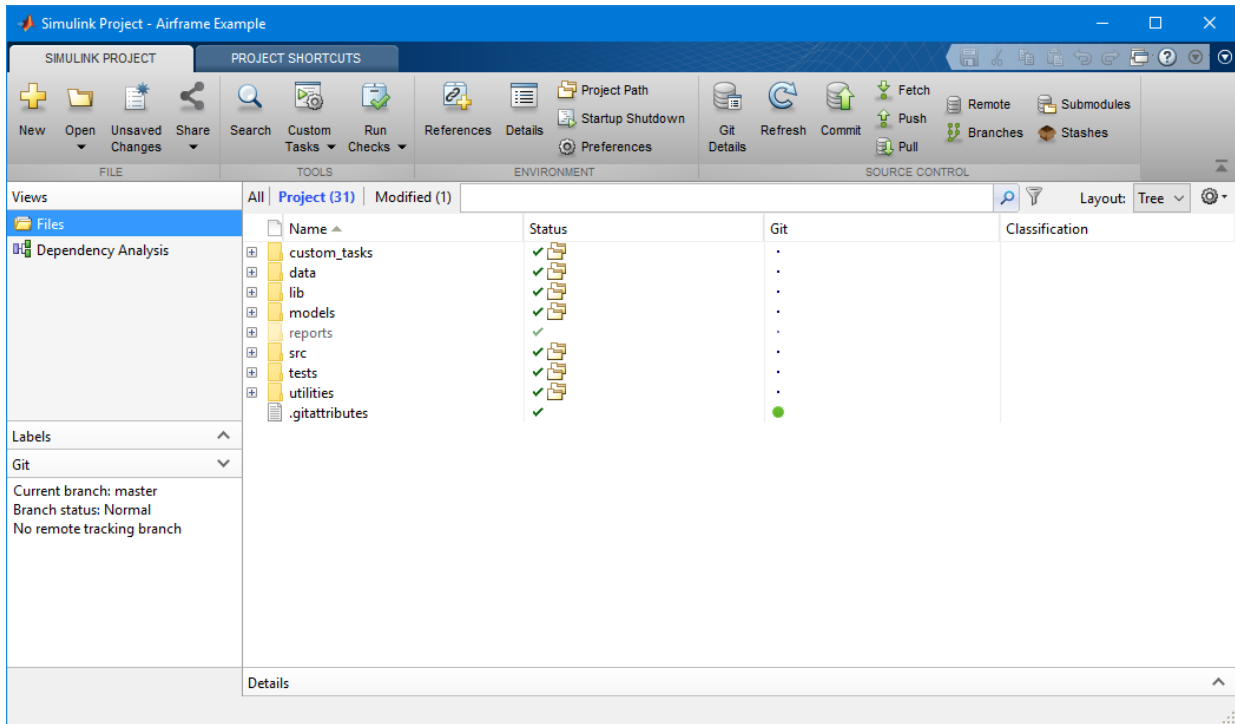 Simulink Project - Airframe Example
SIMULINK PROJECT
PROJECT SHORTCUTS
New
Open
Unsaved
Changes
Share
FILE
Search
Custom
Tasks
Run
Checks
TOOLS
References
Details
Project Path
Startup Shutdown
Preferences
ENVIRONMENT
Git
Details
Refresh
Commit
Fetch
Push
Pull
Remote
Branches
Submodules
Stashes
SOURCE CONTROL
Views
Files
Dependency Analysis
All
Project (31)
Modified (1)
Layout: Tree
Name Status Git Classification
custom_tasks
data
lib
models
reports
src
tests
utilities
.gitattributes
Labels
Git
Current branch: master
Branch status: Normal
No remote tracking branch
Details